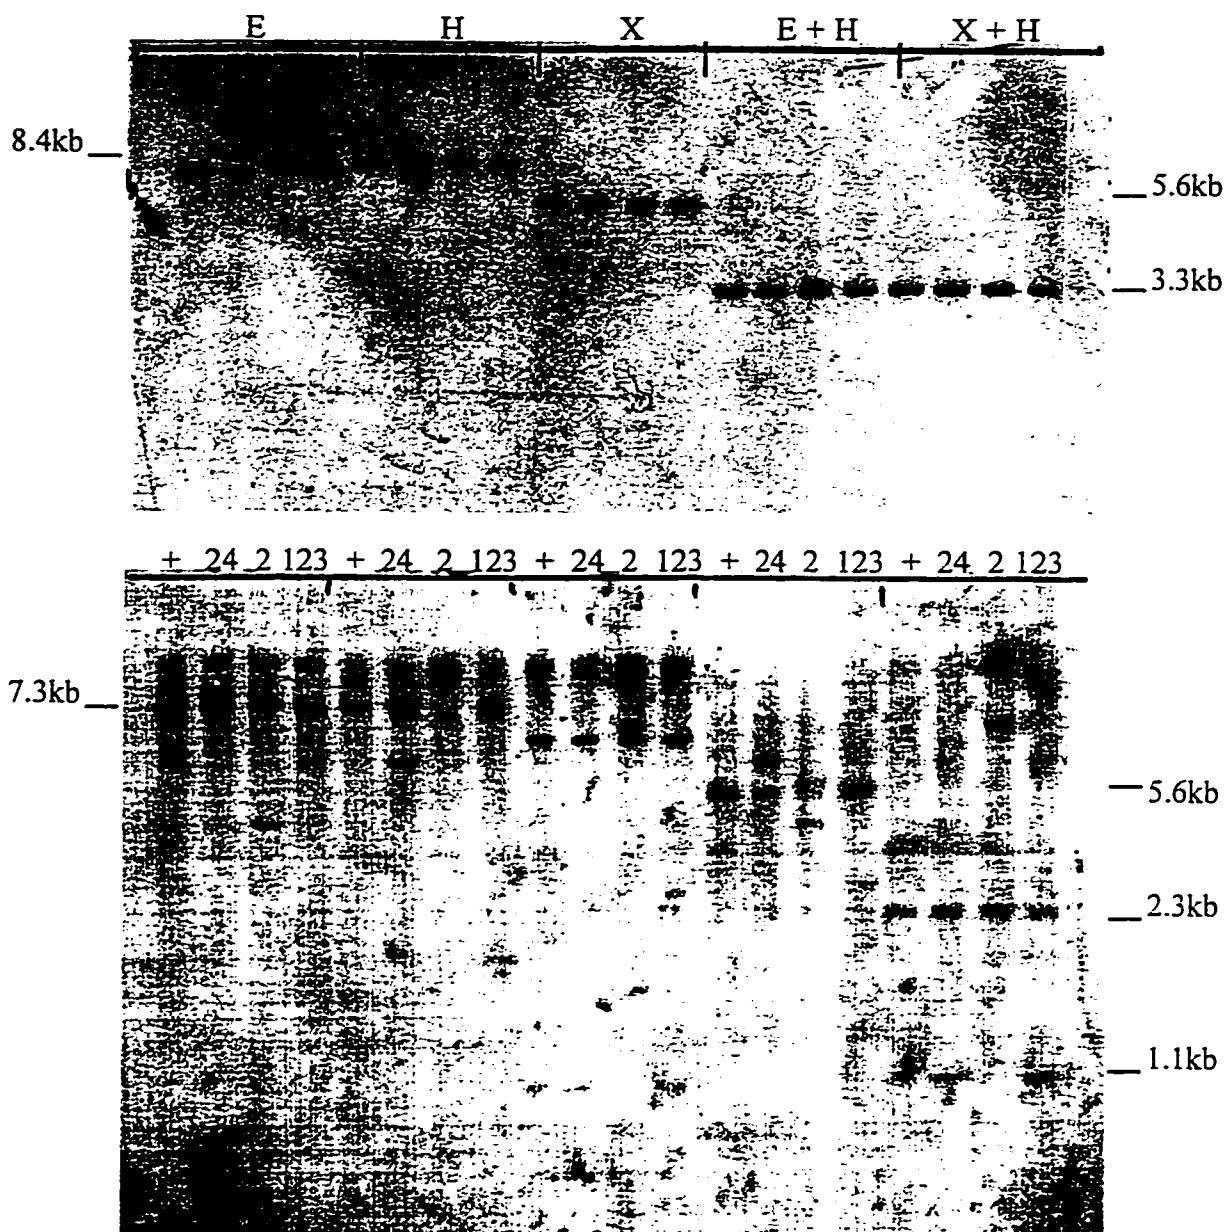 E H X E + H X + H
8.4kb
5.6kb
3.3kb
+ 24 2 123 + 24 2 123 + 24 2 123 + 24 2 123 + 24 2 123
7.3kb
5.6kb
2.3kb
1.1kb